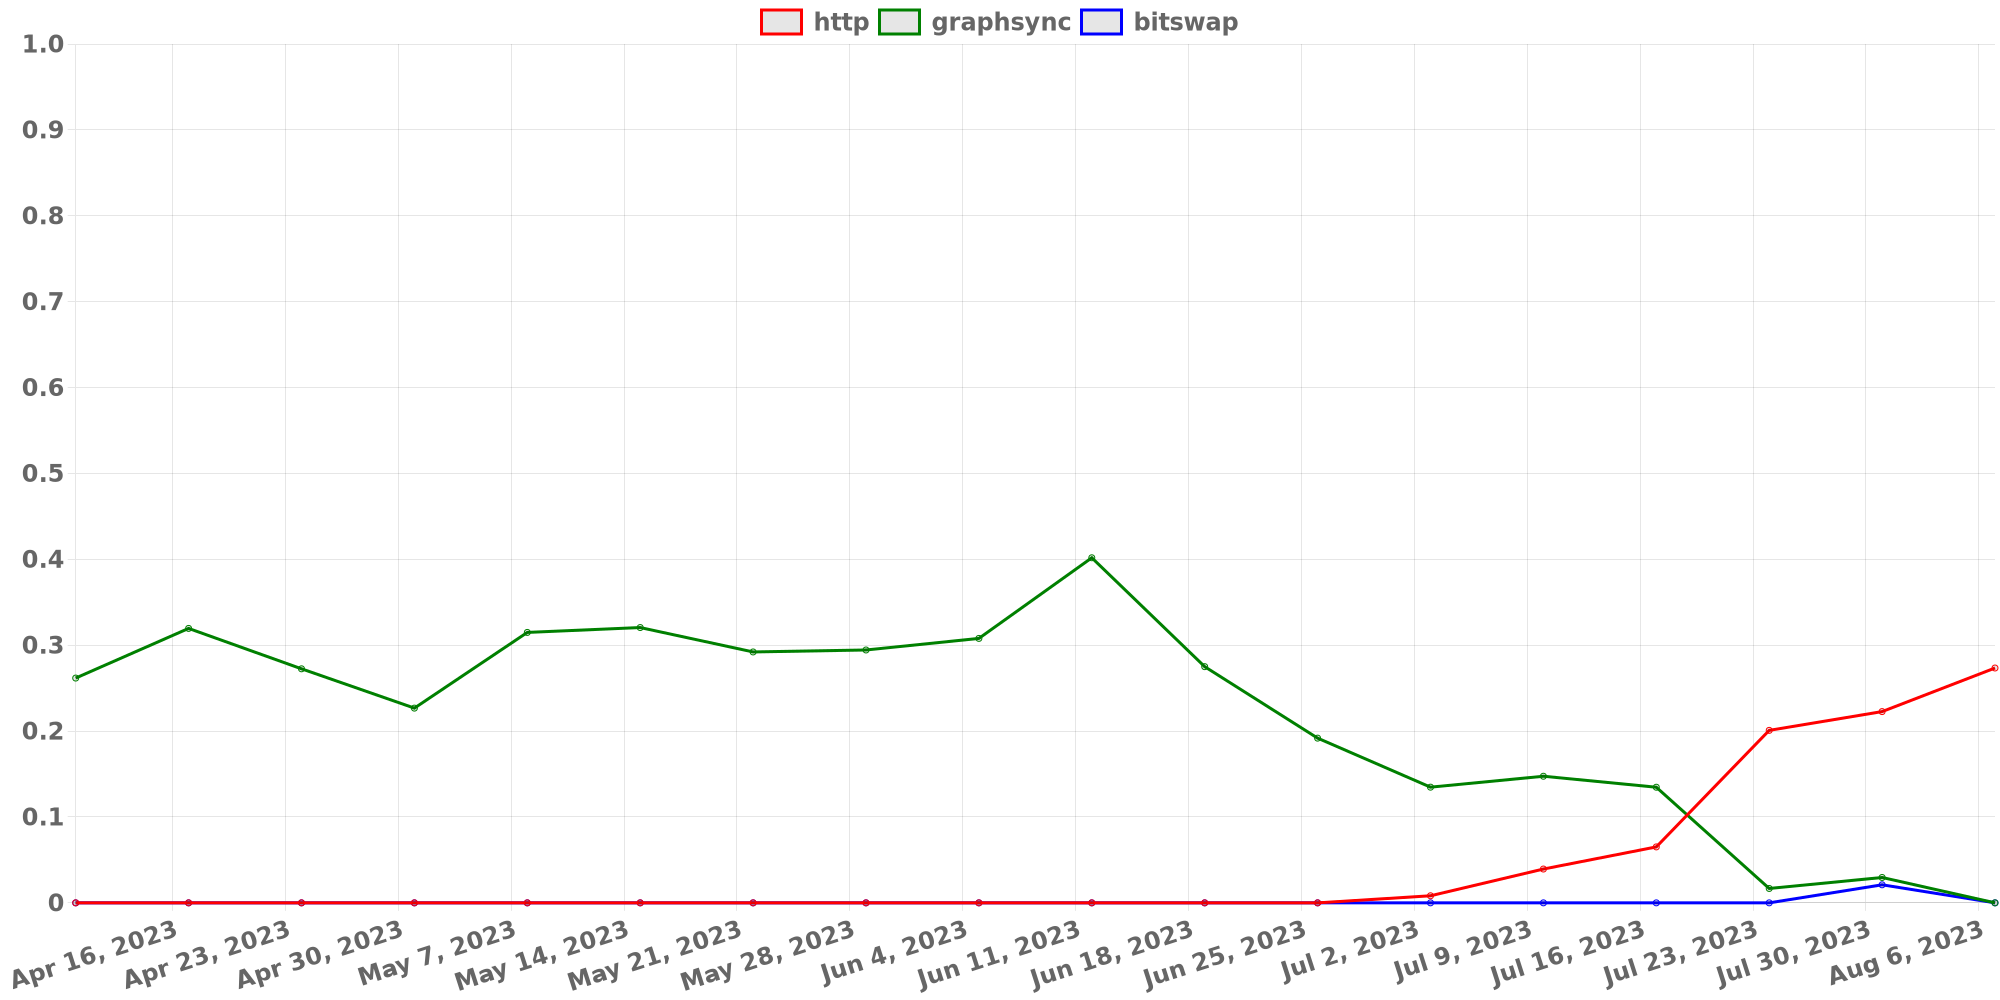 http graphsync bitswap
1.0
0.9
0.8
0.7
0.6
0.5
0.4
0.3
0.2
0.1
0
Apr 16, 2023
Apr 23, 2023
Apr 30, 2023
May 7, 2023
May 14, 2023
May 21, 2023
May 28, 2023
Jun 4, 2023
Jun 11, 2023
Jun 18, 2023
Jun 25, 2023
Jul 2, 2023
Jul 9, 2023
Jul 16, 2023
Jul 23, 2023
Jul 30, 2023
Aug 6, 2023